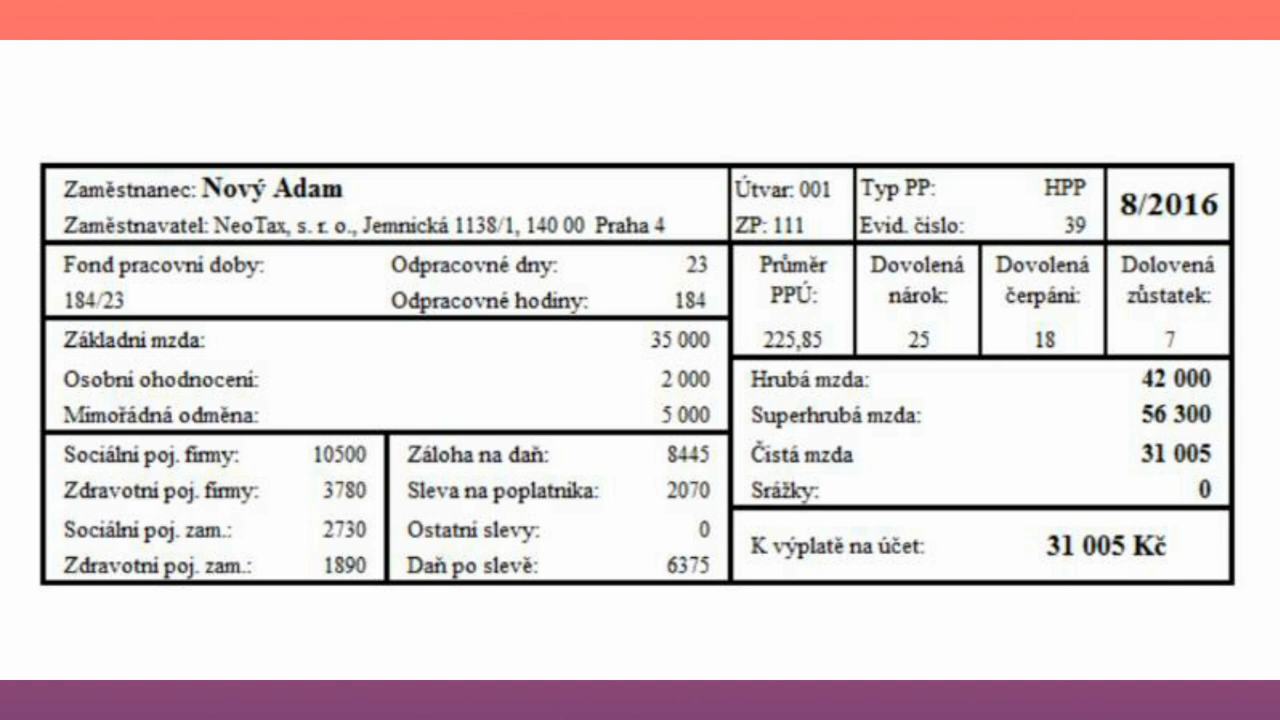 Zaměstnanec: Nový Adam
Zaměstnavatel: NeoTax, s. r. o., Jemnická 1138/1, 140 00 Praha 4
Útvar: 001
ZP: 111
Typ PP: HPP
Evid. číslo: 39
8/2016
Fond pracovní doby:
184/23
Odpracovné dny: 23
Odpracovné hodiny: 184
Průměr
PPÚ:
225,85
Dovolená
nárok:
25
Dovolená
čerpání:
18
Dolovená
zůstatek:
7
Základní mzda: 35 000
Osobní ohodnocení: 2 000
Mimořádná odměna: 5 000
Hrubá mzda: 42 000
Superhrubá mzda: 56 300
Čistá mzda 31 005
Srážky: 0
Sociální poj. firmy: 10500
Zdravotní poj. firmy: 3780
Sociální poj. zam.: 2730
Zdravotní poj. zam.: 1890
Záloha na daň: 8445
Sleva na poplatníka: 2070
Ostatní slevy: 0
Daň po slevě: 6375
K výplatě na účet: 31 005 Kč